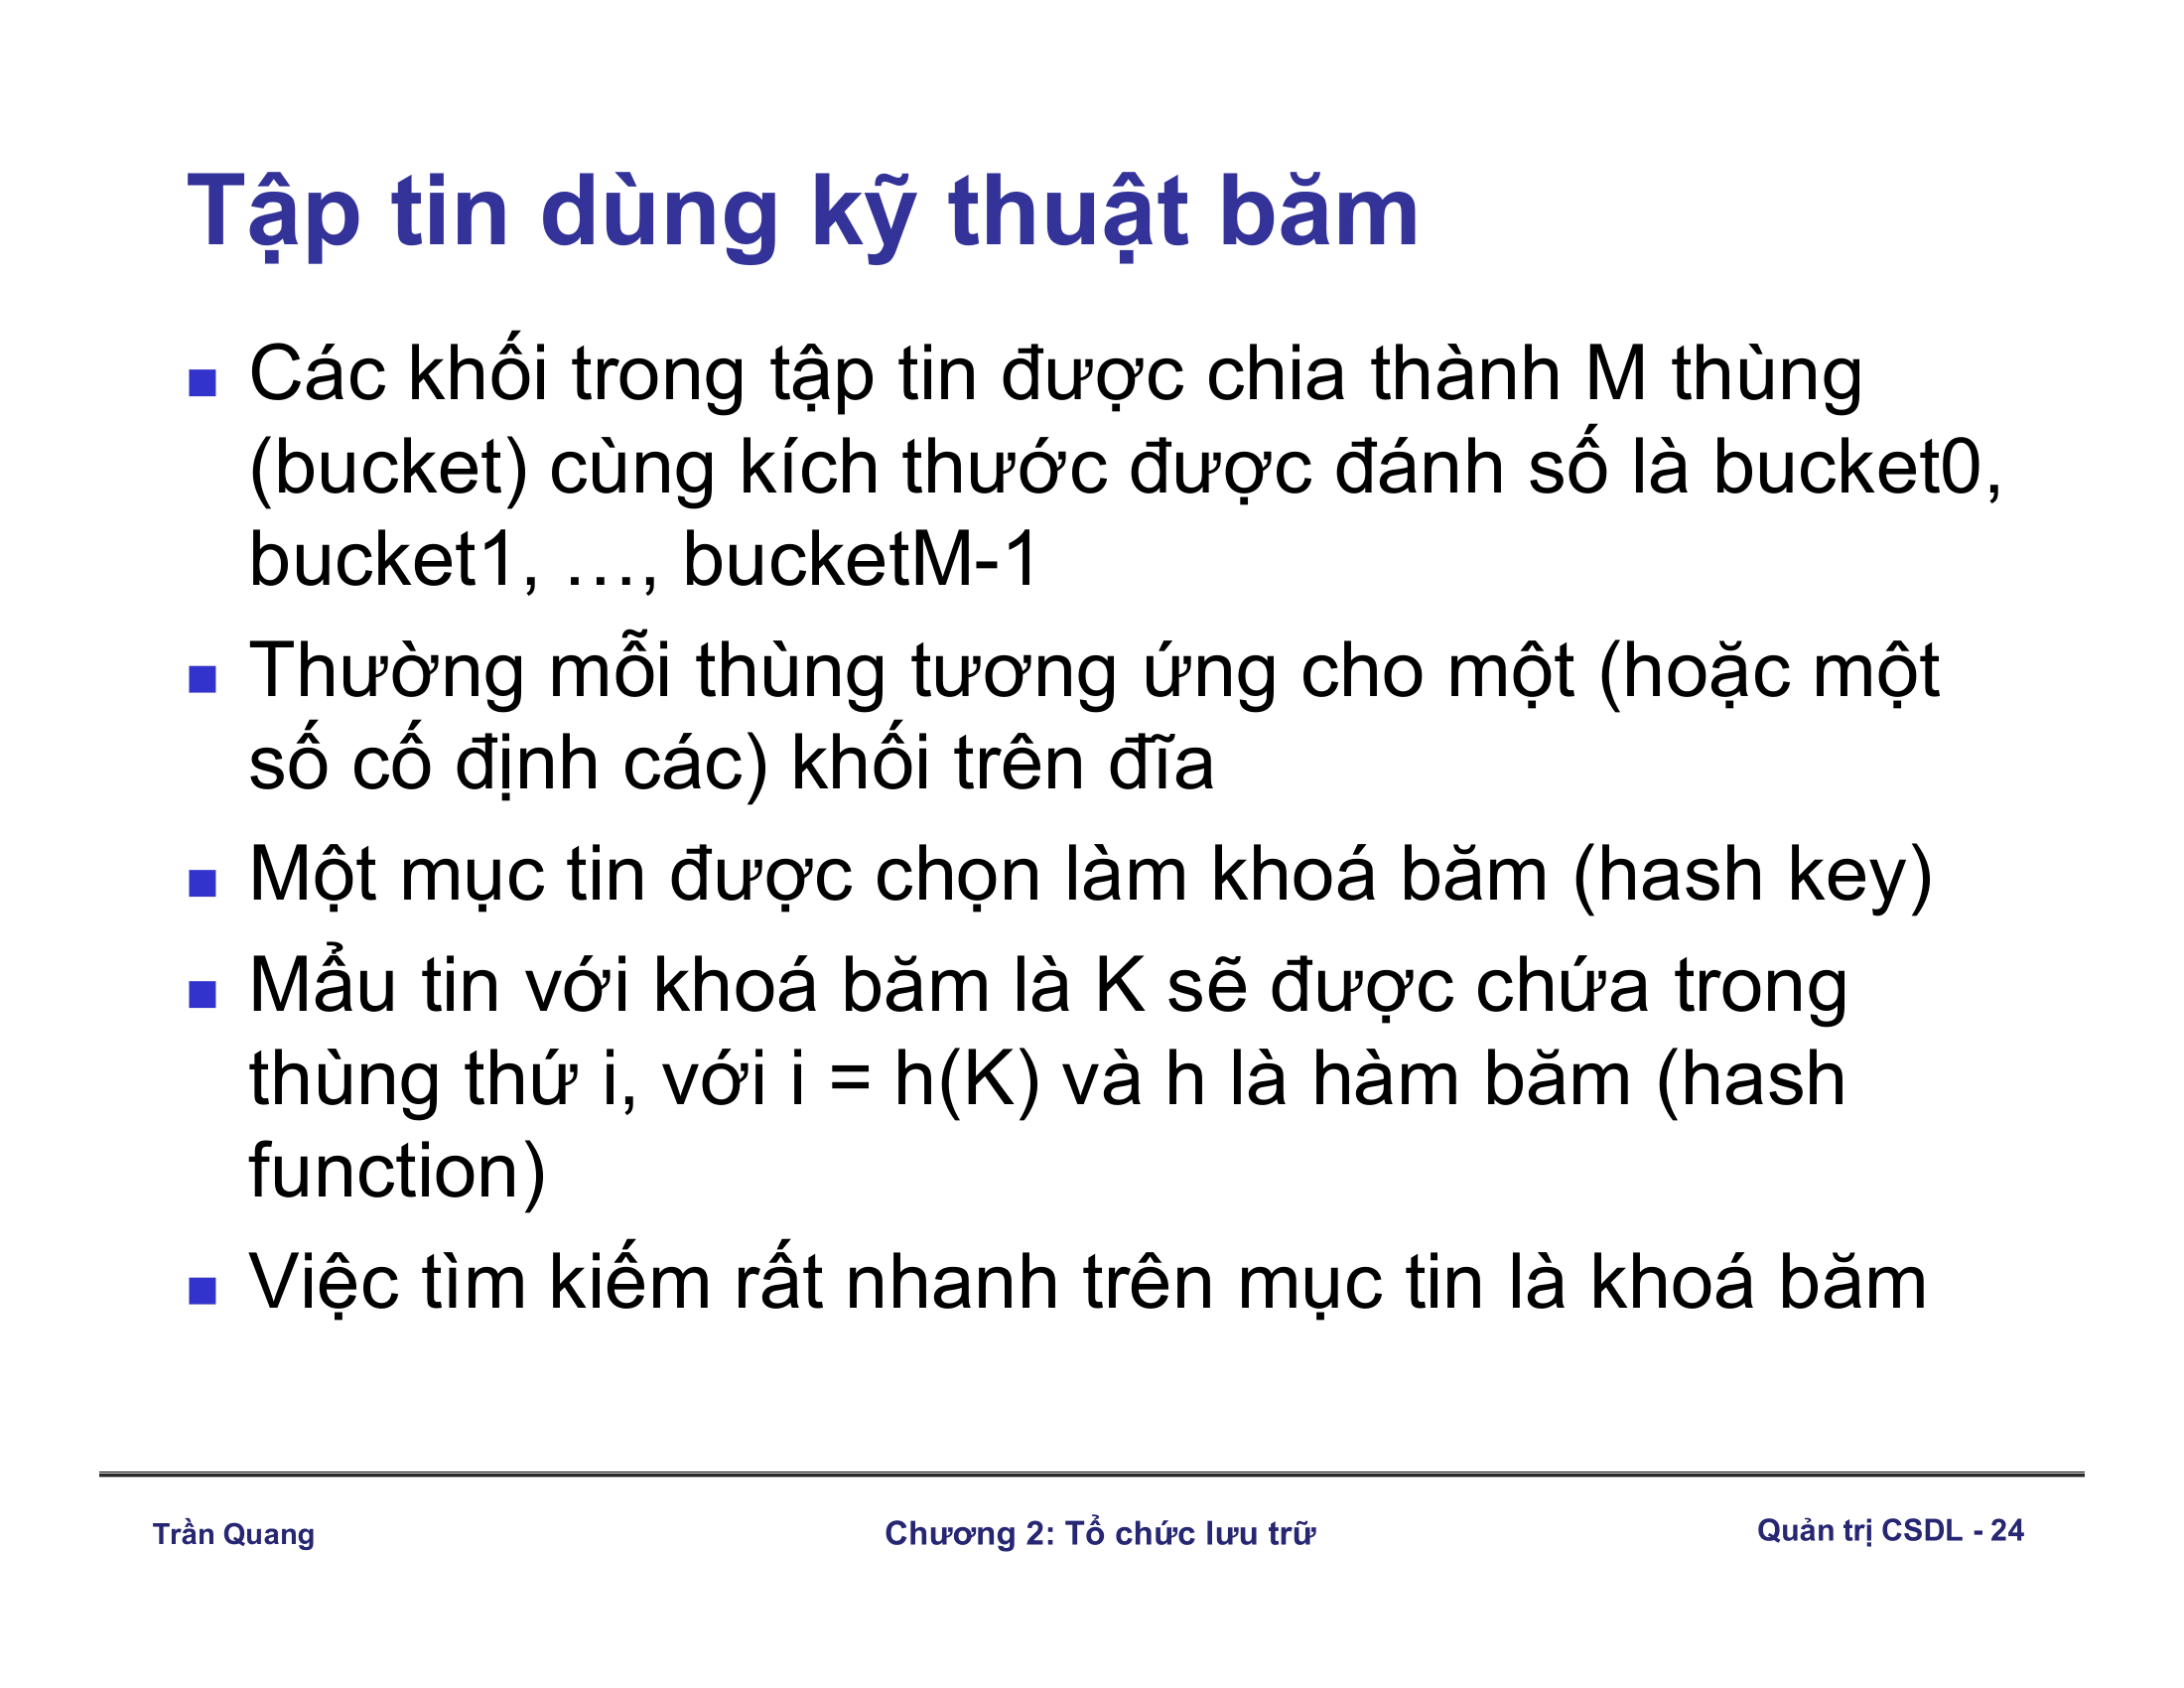 Tập tin dùng kỹ thuật băm
Các khối trong tập tin được chia thành M thùng
(bucket) cùng kích thước được đánh số là bucket0,
bucket1, …, bucketM-1
Thường mỗi thùng tương ứng cho một (hoặc một
số cố định các) khối trên đĩa
Một mục tin được chọn làm khoá băm (hash key)
Mẩu tin với khoá băm là K sẽ được chứa trong
thùng thứ i, với i = h(K) và h là hàm băm (hash
function)
Việc tìm kiếm rất nhanh trên mục tin là khoá băm
Trần Quang
Chương 2: Tổ chức lưu trữ
Quản trị CSDL - 24